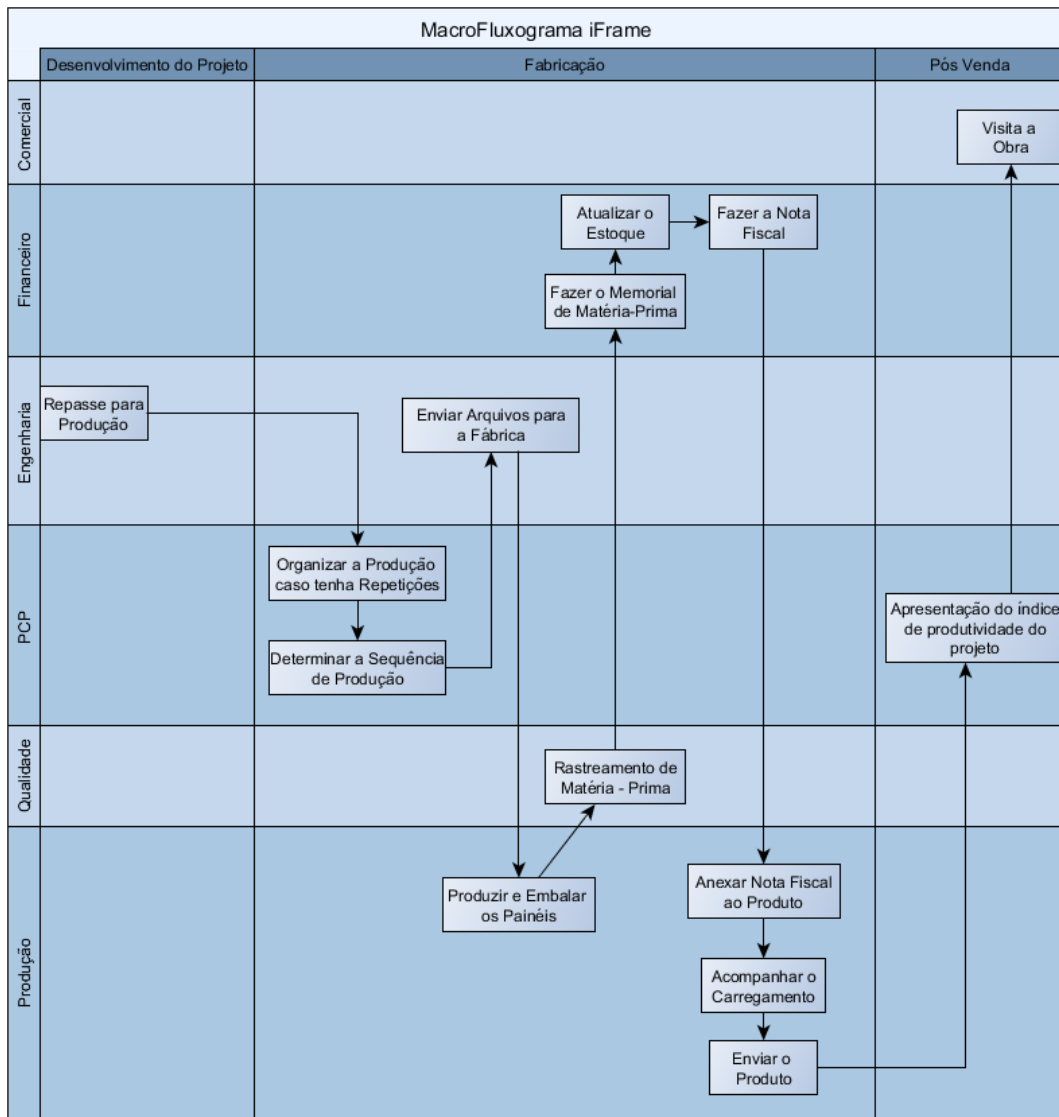 MacroFluxograma iFrame
Desenvolvimento do Projeto
Fabricação
Pós Venda
Comercial
Visita a
Obra
Financeiro
Atualizar o
Estoque
Fazer a Nota
Fiscal
Fazer o Memorial
de Matéria-Prima
Engenharia
Repasse para
Produção
Enviar Arquivos para
a Fábrica
PCP
Organizar a Produção
caso tenha Repetições
Determinar a Sequência
de Produção
Apresentação do índice
de produtividade do
projeto
Qualidade
Rastreamento de
Matéria - Prima
Produção
Produzir e Embalar
os Painéis
Anexar Nota Fiscal
ao Produto
Acompanhar o
Carregamento
Enviar o
Produto